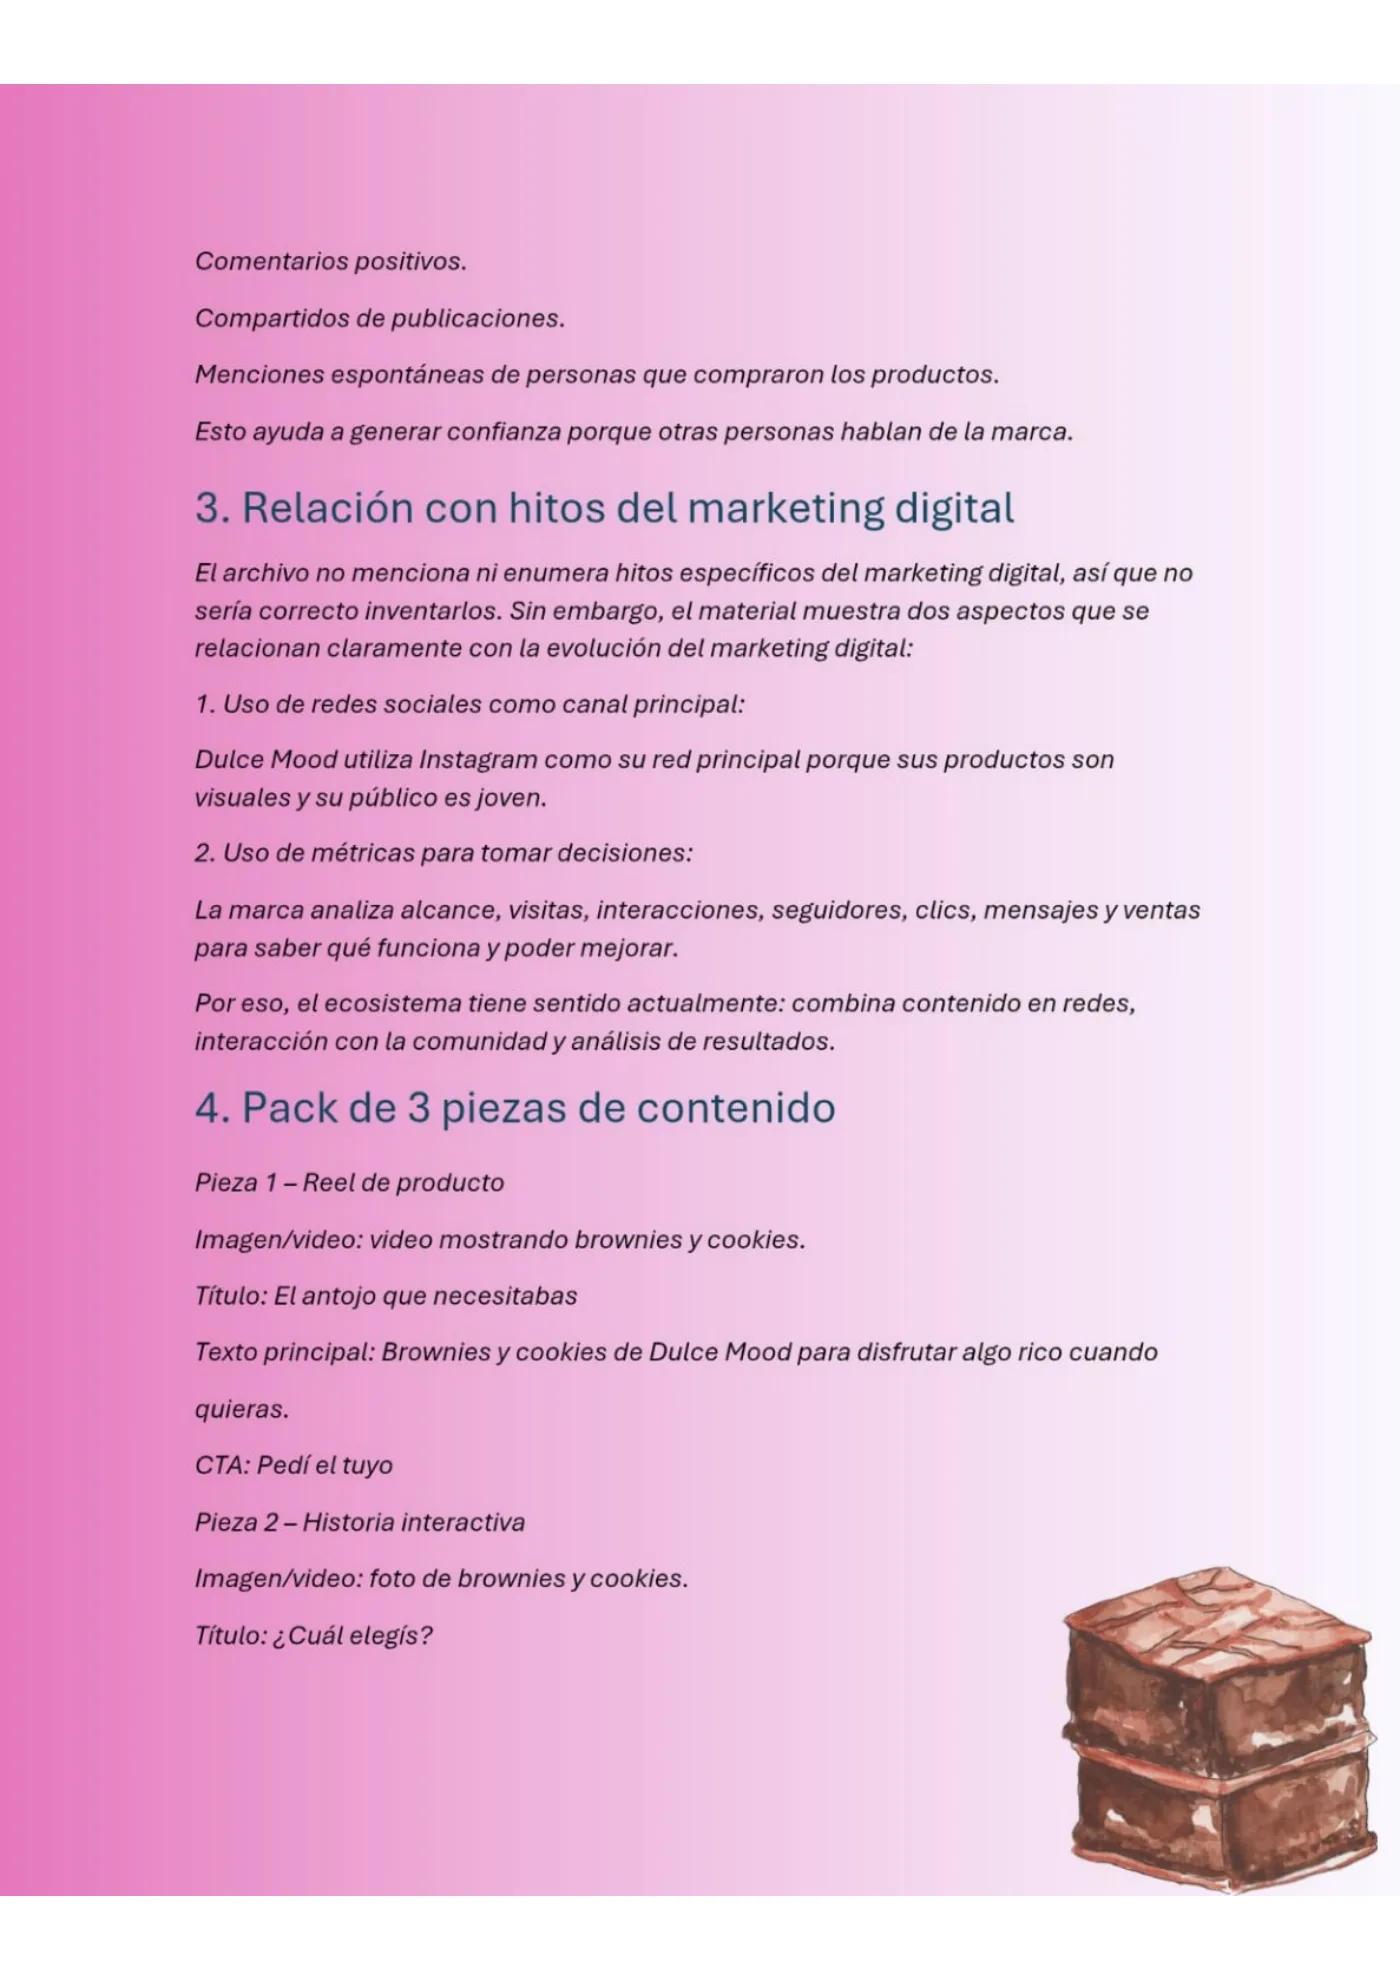 Comentarios positivos.
Compartidos de publicaciones.
Menciones espontáneas de personas que compraron los productos.
Esto ayuda a generar confianza porque otras personas hablan de la marca.
3. Relación con hitos del marketing digital
El archivo no menciona ni enumera hitos específicos del marketing digital, así que no
sería correcto inventarlos. Sin embargo, el material muestra dos aspectos que se
relacionan claramente con la evolución del marketing digital:
1. Uso de redes sociales como canal principal:
Dulce Mood utiliza Instagram como su red principal porque sus productos son
visuales y su público es joven.
2. Uso de métricas para tomar decisiones:
La marca analiza alcance, visitas, interacciones, seguidores, clics, mensajes y ventas
para saber qué funciona y poder mejorar.
Por eso, el ecosistema tiene sentido actualmente: combina contenido en redes,
interacción con la comunidad y análisis de resultados.
4. Pack de 3 piezas de contenido
Pieza 1 – Reel de producto
Imagen/video: video mostrando brownies y cookies.
Título: El antojo que necesitabas
Texto principal: Brownies y cookies de Dulce Mood para disfrutar algo rico cuando
quieras.
CTA: Pedí el tuyo
Pieza 2 – Historia interactiva
Imagen/video: foto de brownies y cookies.
Título: ¿Cuál elegís?